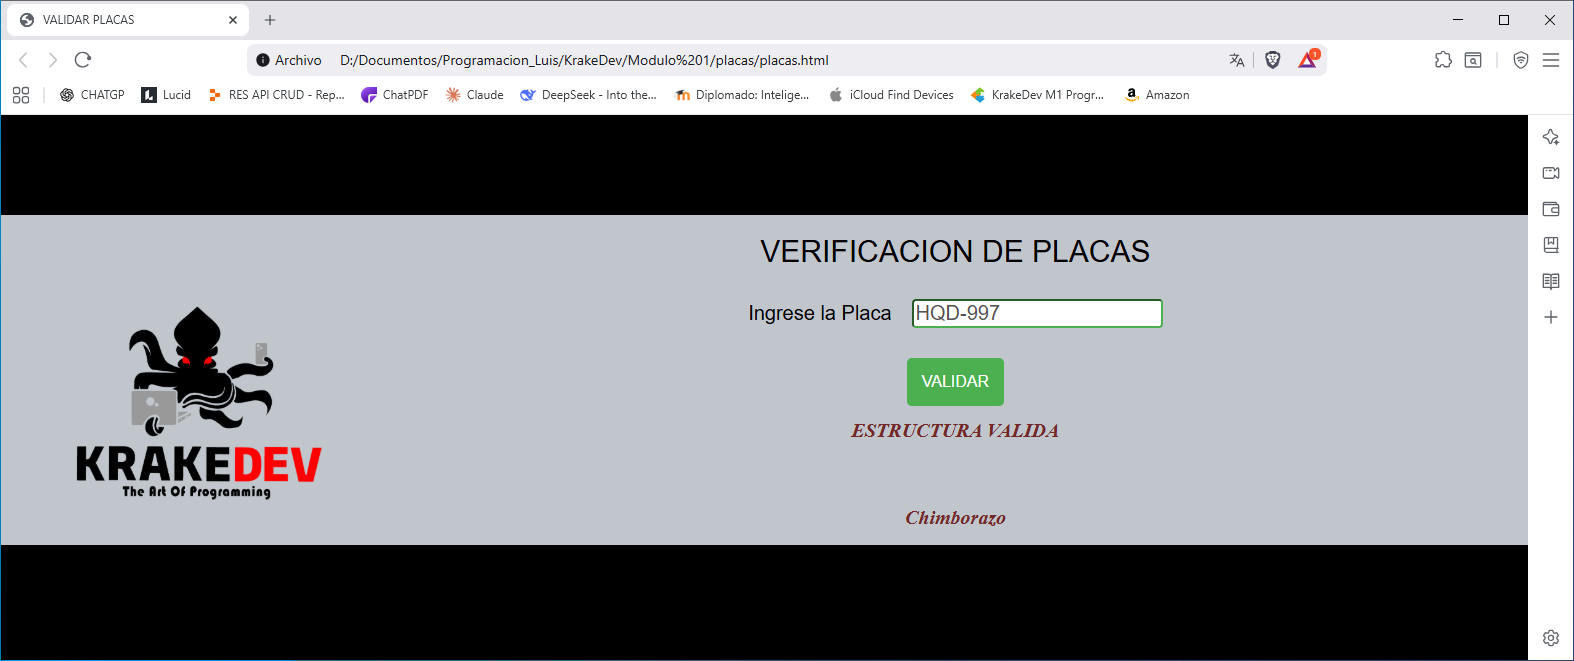 VALIDAR PLACAS
Archivo D:/Documentos/Programacion_Luis/KrakeDev/Modulo%201/placas/placas.html
1
CHATGP Lucid RES API CRUD - Rep... ChatPDF Claude DeepSeek - Into the... Diplomado: Intelige... iCloud Find Devices KrakeDev M1 Progr... Amazon
VERIFICACION DE PLACAS
Ingrese la Placa HQD-997
VALIDAR
ESTRUCTURA VALIDA
KRAKEDEV
The Art Of Programming
Chimborazo